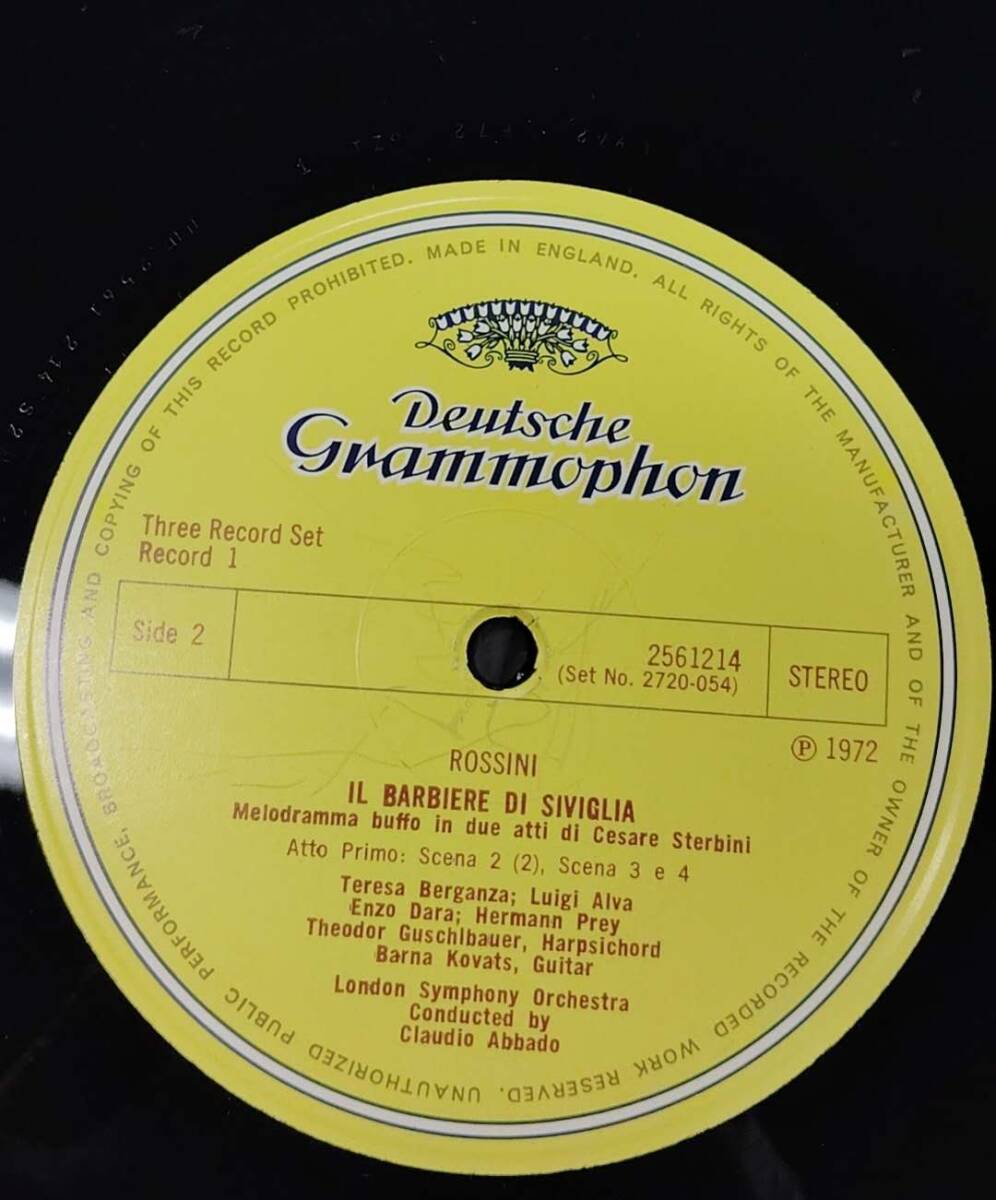 UNAUTHORIZED PUBLIC PERFORMANCE, BROADCASTING AND COPYING OF THIS RECORD PROHIBITED. MADE IN ENGLAND. ALL RIGHTS OF THE MANUFACTURER AND OF THE OWNER OF THE RECORDED WORK RESERVED.
Deutsche
Grammophon
Three Record Set
Record 1
Side 2
2561214
(Set No. 2720-054)
STEREO
℗ 1972
ROSSINI
IL BARBIERE DI SIVIGLIA
Melodramma buffo in due atti di Cesare Sterbini
Atto Primo: Scena 2 (2), Scena 3 e 4
Teresa Berganza; Luigi Alva
Enzo Dara; Hermann Prey
Theodor Guschlbauer, Harpsichord
Barna Kovats, Guitar
London Symphony Orchestra
Conducted by
Claudio Abbado